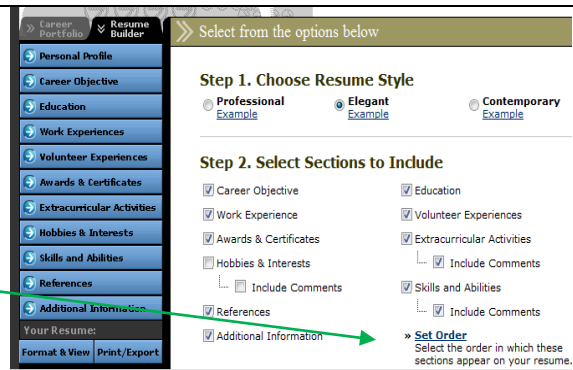 » Career Portfolio
Resume Builder
» Select from the options below
Personal Profile
Career Objective
Education
Work Experiences
Volunteer Experiences
Awards & Certificates
Extracurricular Activities
Hobbies & Interests
Skills and Abilities
References
Additional Information
Your Resume:
Format & View
Print/Export
Step 1. Choose Resume Style
Professional
Example
Elegant
Example
Contemporary
Example
Step 2. Select Sections to Include
Career Objective
Education
Work Experience
Volunteer Experiences
Awards & Certificates
Extracurricular Activities
Include Comments
Hobbies & Interests
Include Comments
Skills and Abilities
Include Comments
References
Additional Information
» Set Order
Select the order in which these
sections appear on your resume.